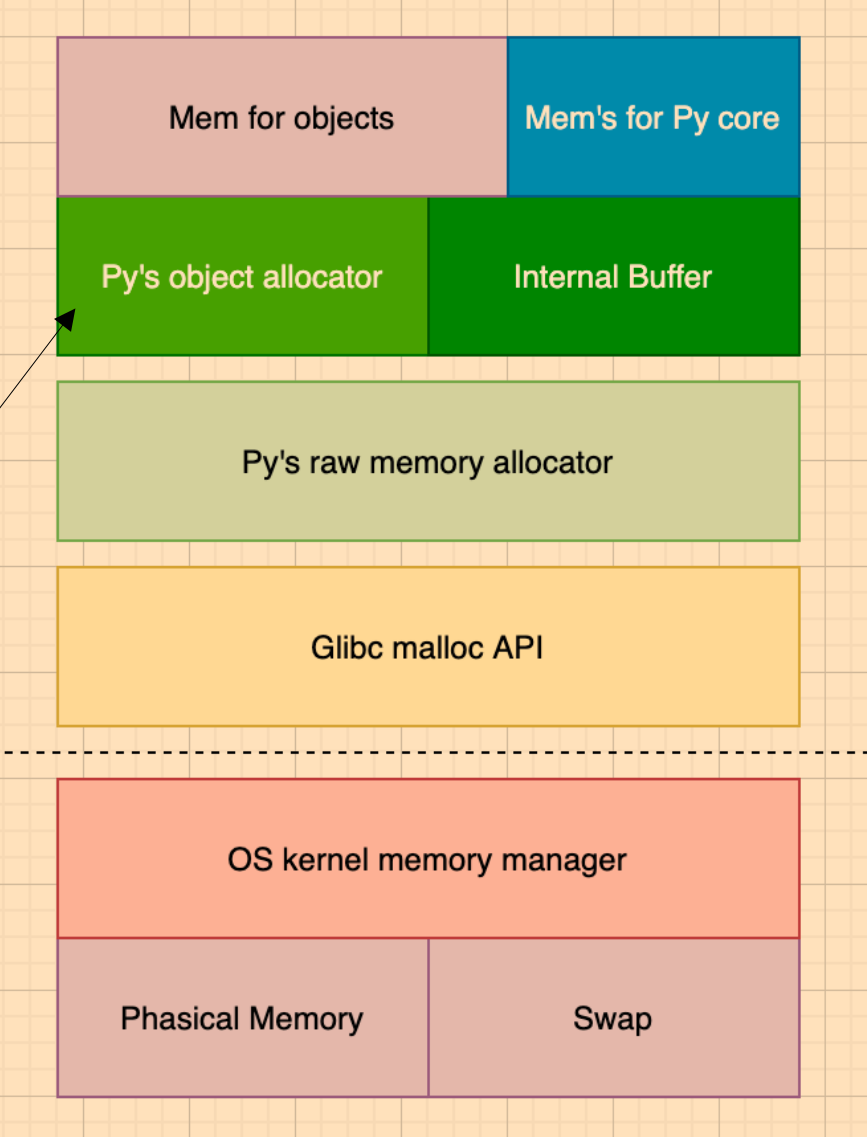 Mem for objects
Mem's for Py core
Py's object allocator
Internal Buffer
Py's raw memory allocator
Glibc malloc API
OS kernel memory manager
Phasical Memory
Swap